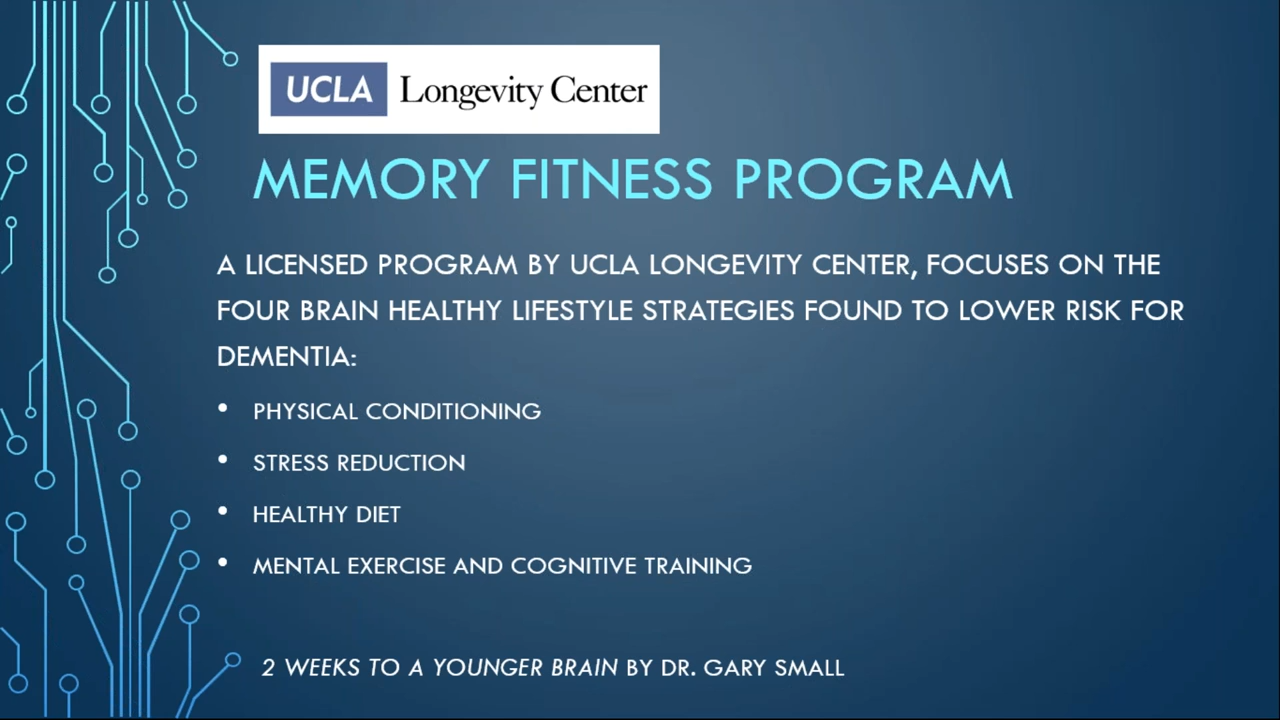 UCLA Longevity Center
MEMORY FITNESS PROGRAM
A LICENSED PROGRAM BY UCLA LONGEVITY CENTER, FOCUSES ON THE
FOUR BRAIN HEALTHY LIFESTYLE STRATEGIES FOUND TO LOWER RISK FOR
DEMENTIA:
• PHYSICAL CONDITIONING
• STRESS REDUCTION
• HEALTHY DIET
• MENTAL EXERCISE AND COGNITIVE TRAINING
2 WEEKS TO A YOUNGER BRAIN BY DR. GARY SMALL